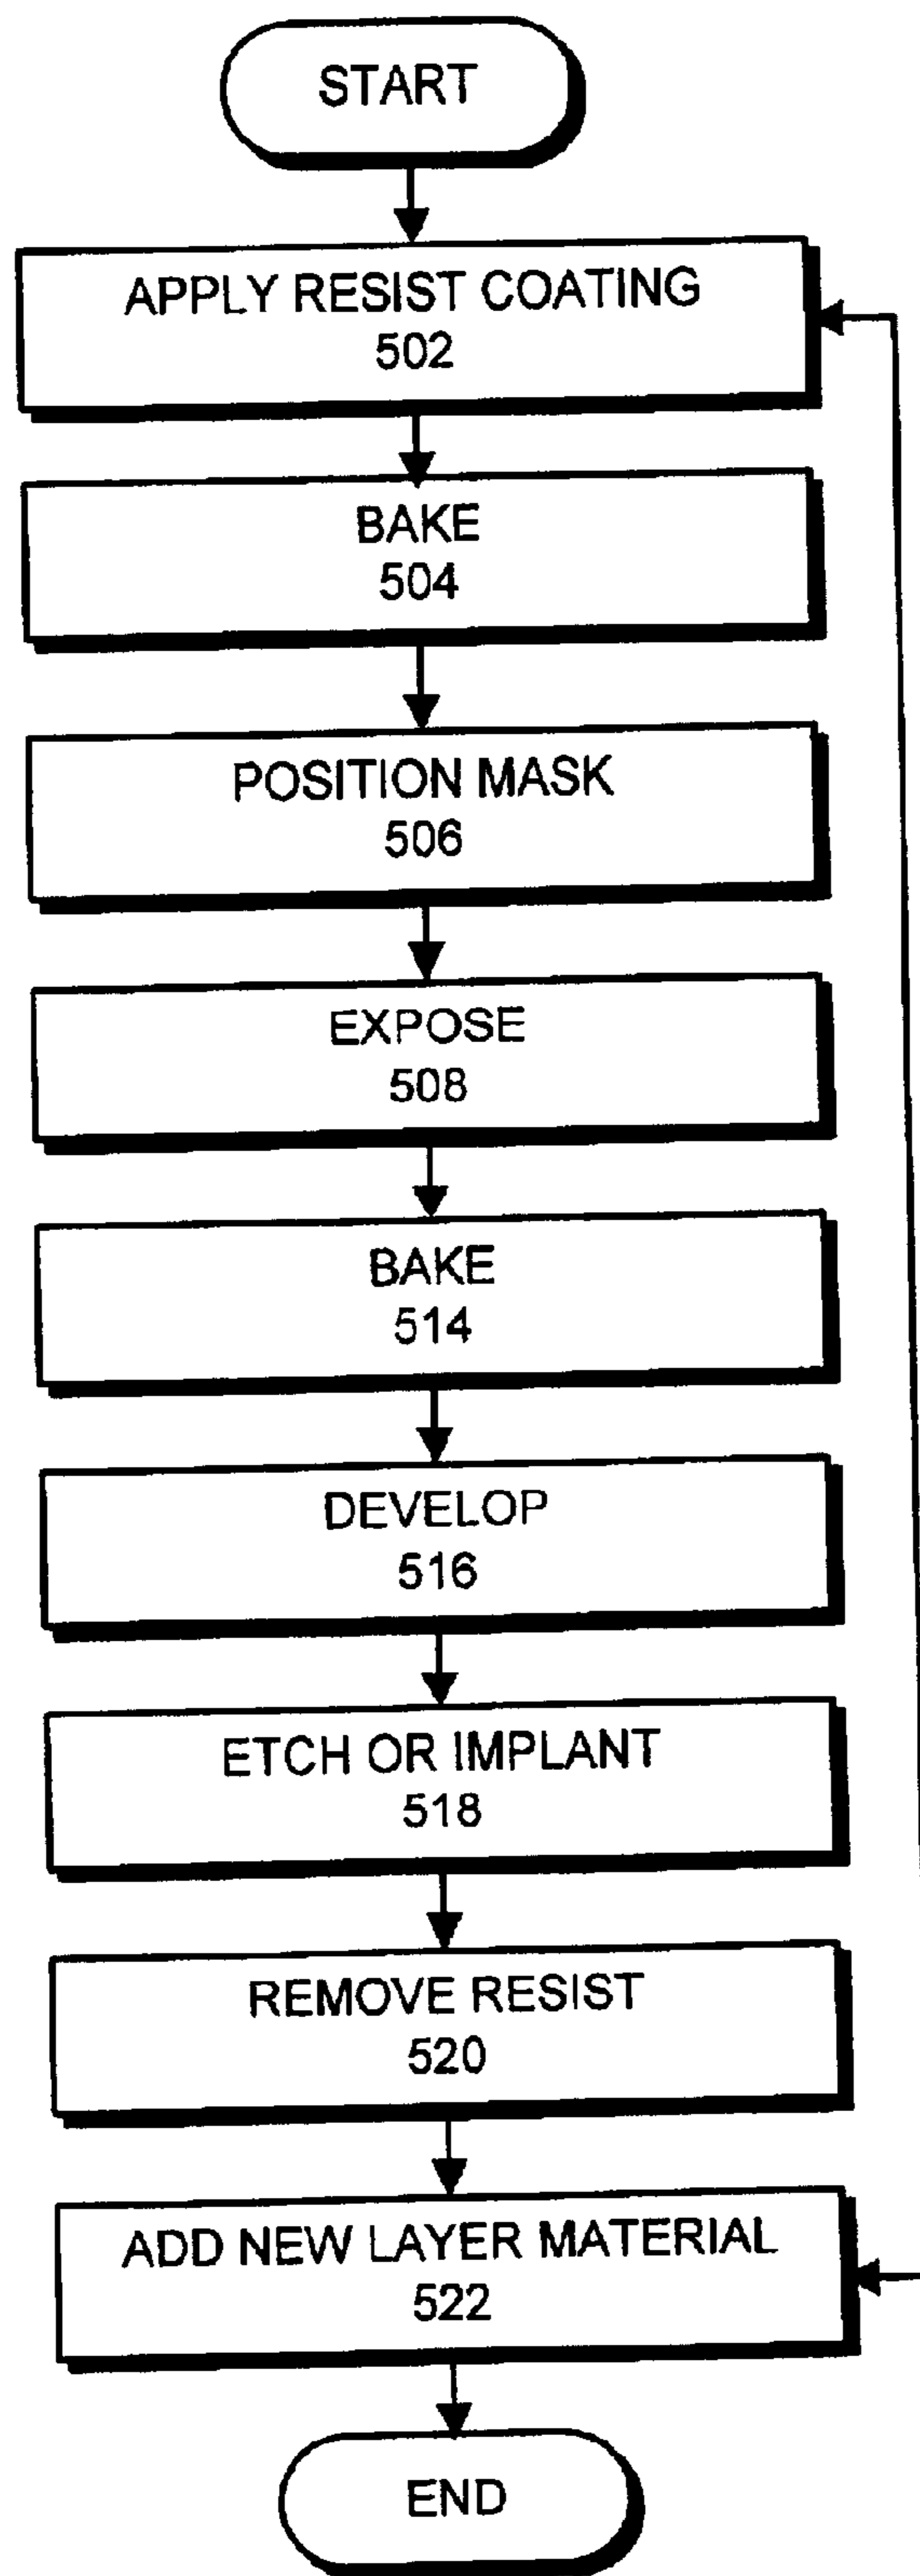 START
APPLY RESIST COATING
502
BAKE
504
POSITION MASK
506
EXPOSE
508
BAKE
514
DEVELOP
516
ETCH OR IMPLANT
518
REMOVE RESIST
520
ADD NEW LAYER MATERIAL
522
END